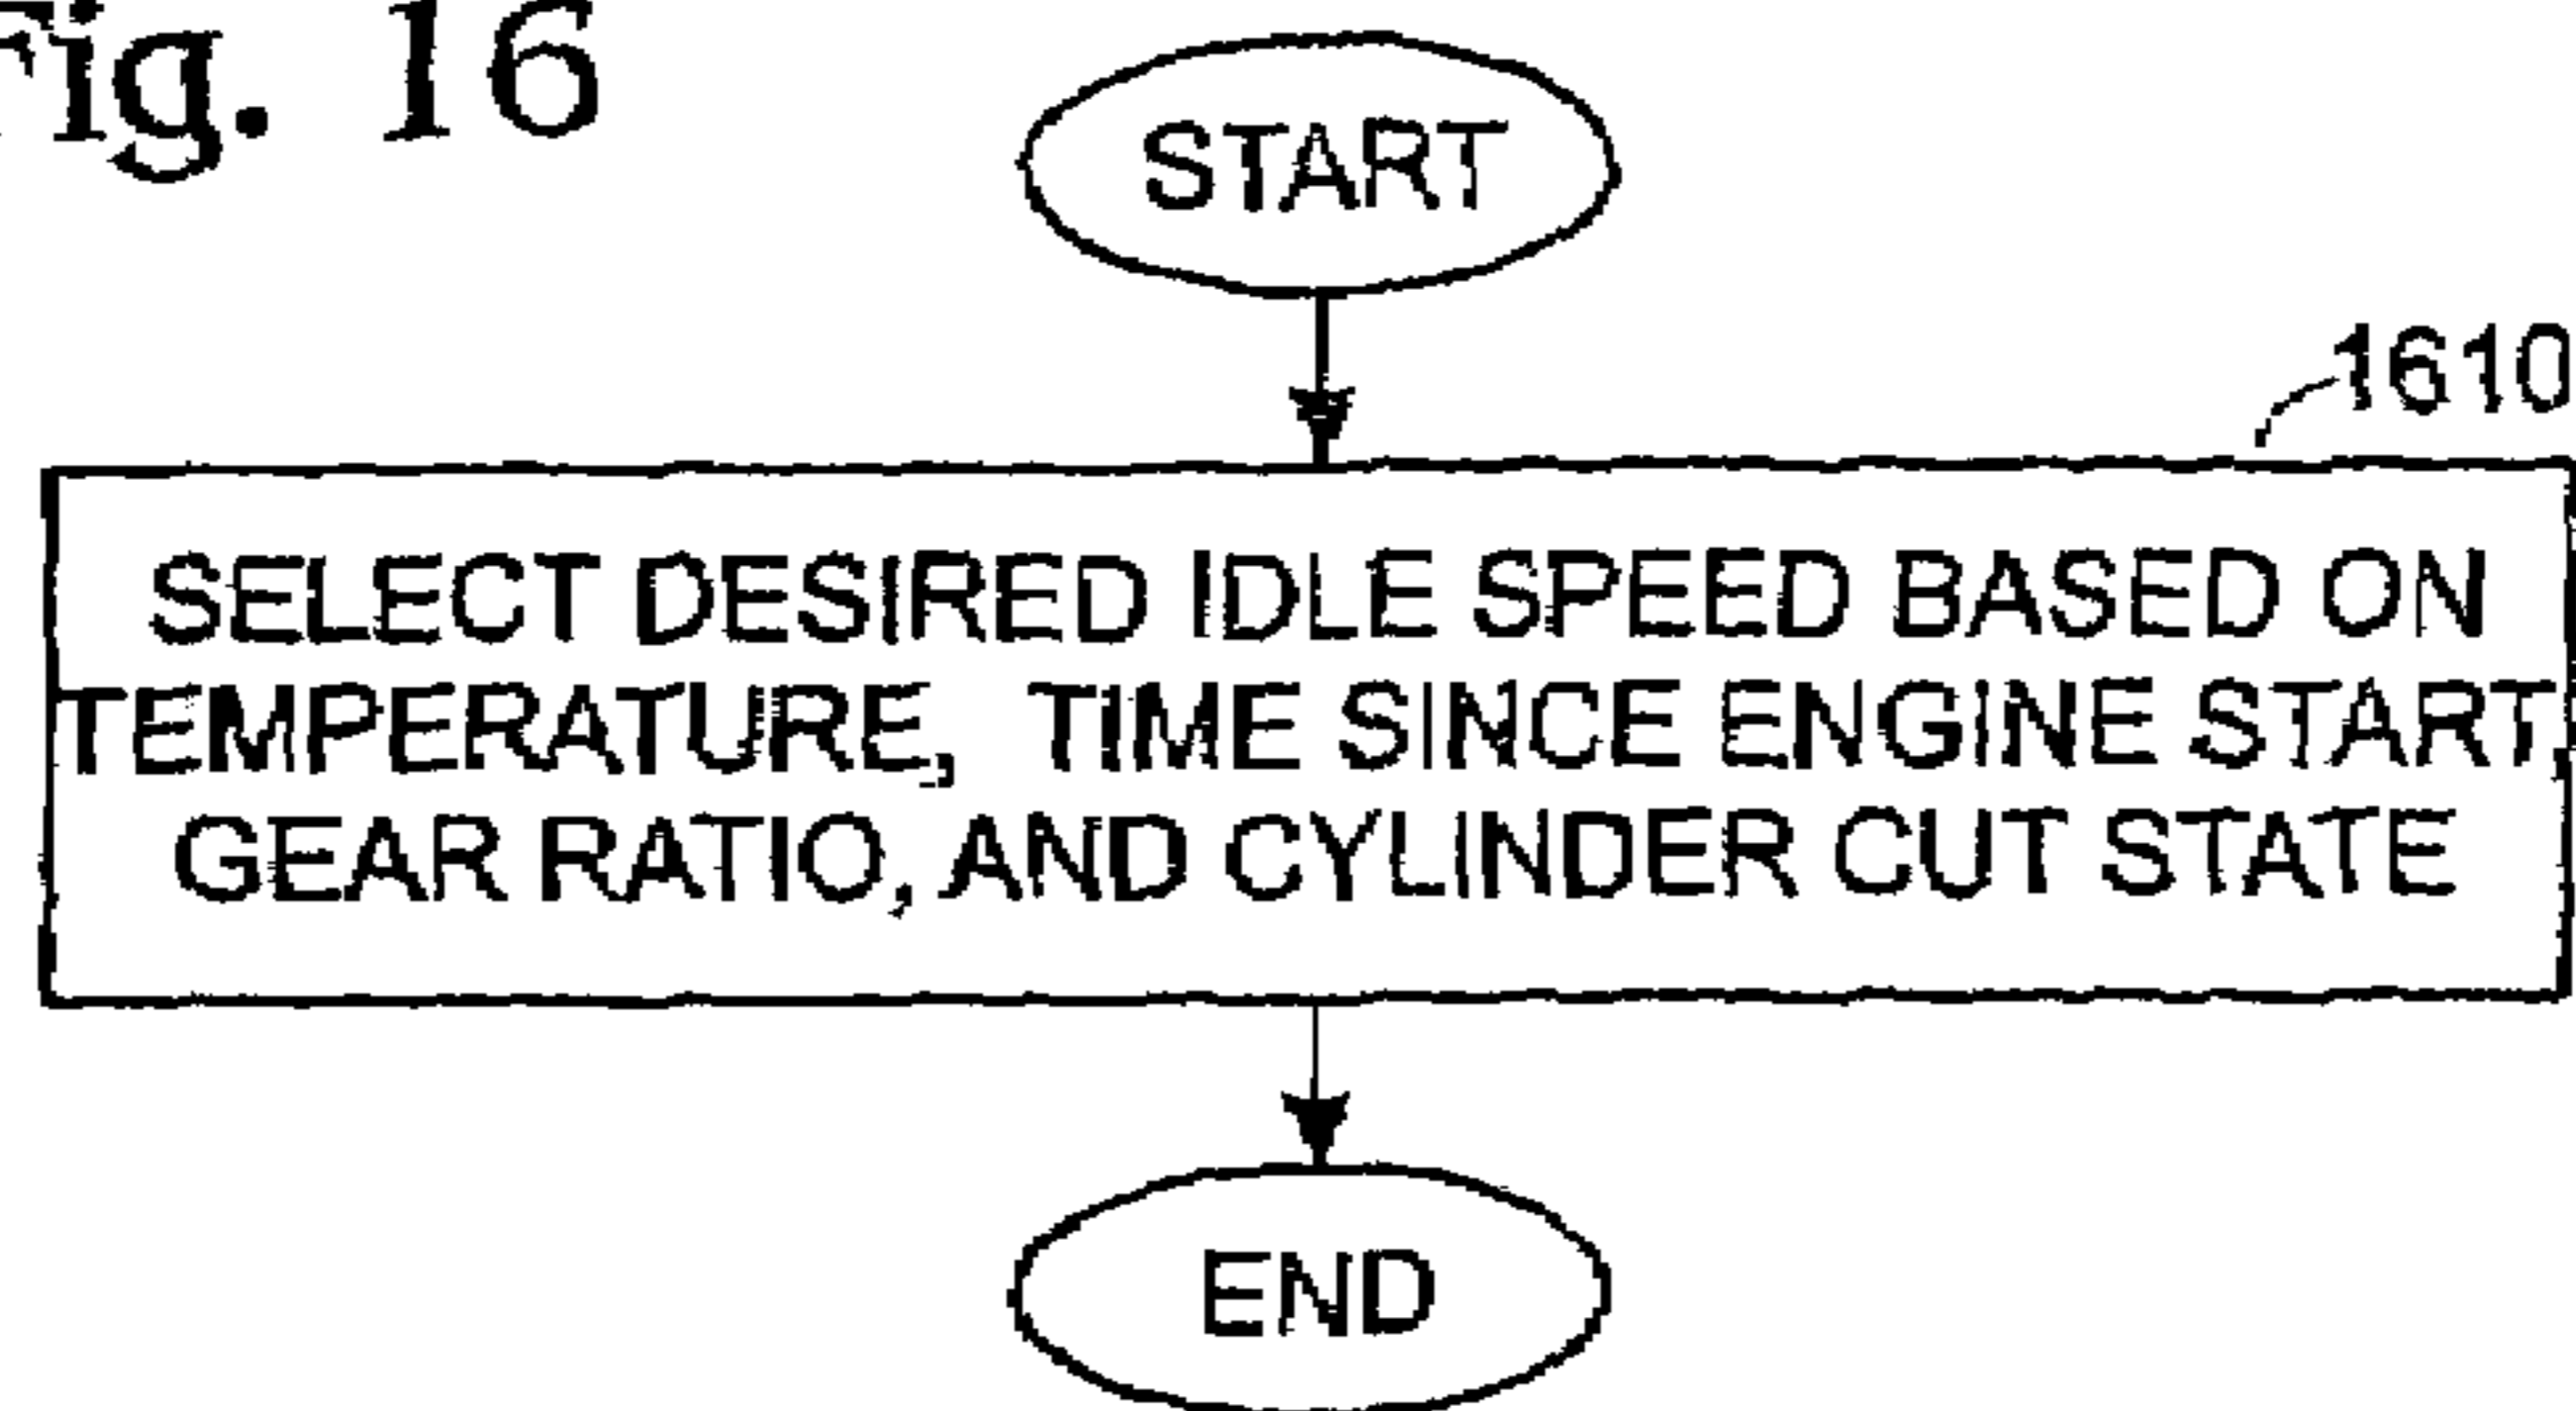 Fig. 16
START
1610
SELECT DESIRED IDLE SPEED BASED ON
TEMPERATURE, TIME SINCE ENGINE START
GEAR RATIO, AND CYLINDER CUT STATE
END